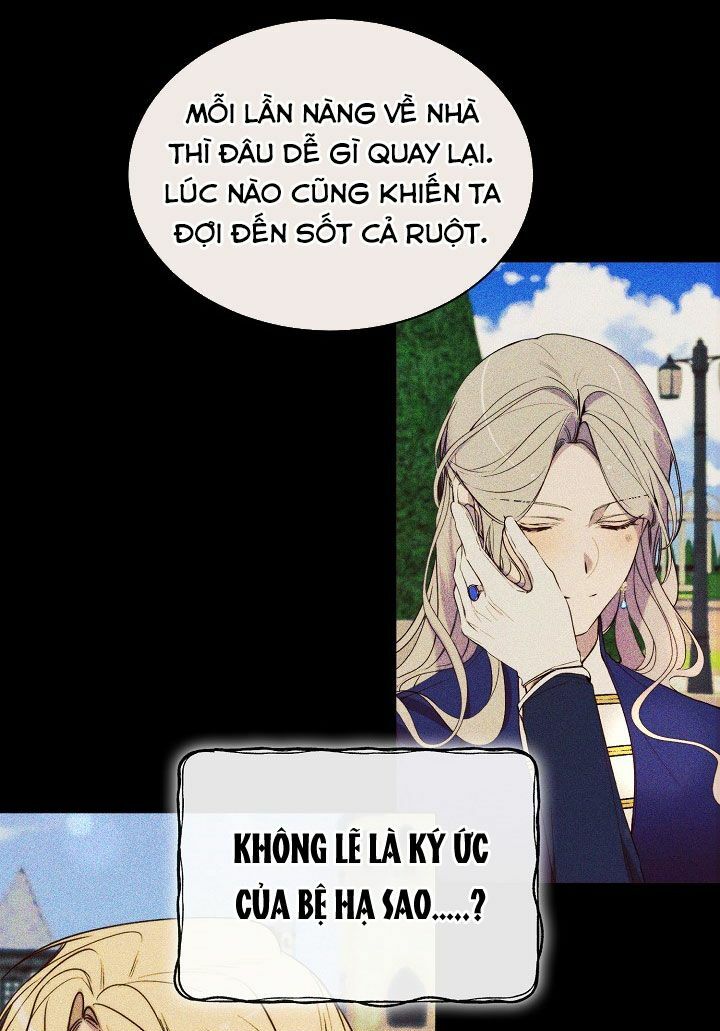 MỖI LẦN NÀNG VỀ NHÀ
THÌ ĐÂU DỄ GÌ QUAY LẠI.
LÚC NÀO CŨNG KHIẾN TA
ĐỢI ĐẾN SỐT CẢ RUỘT.
KHÔNG LẼ LÀ KÝ ỨC
CỦA BỆ HẠ SAO.....?